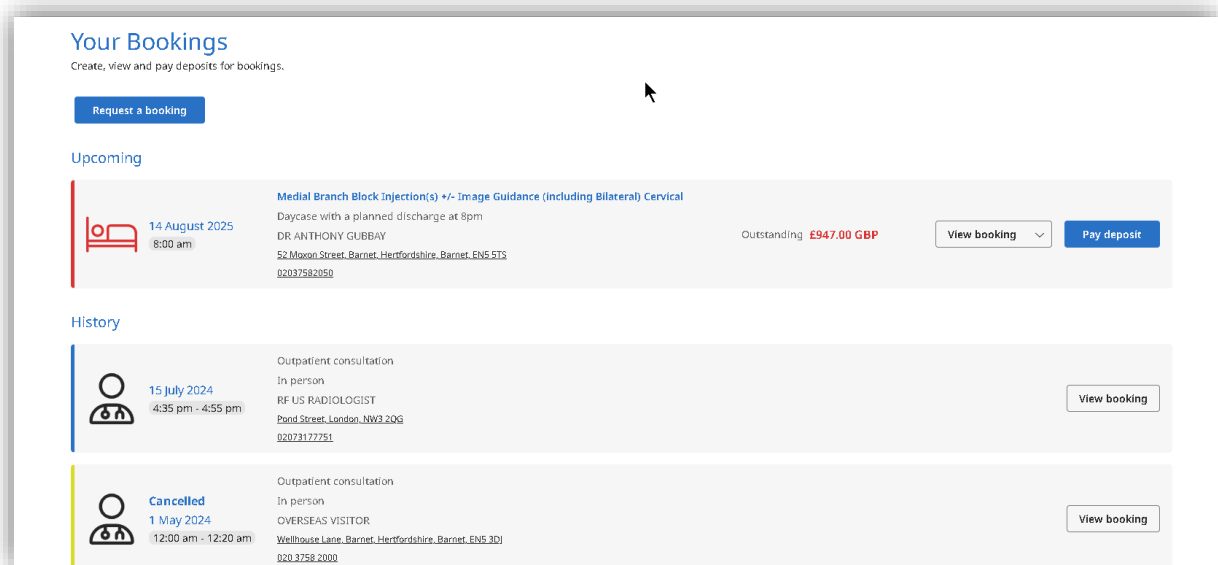 Your Bookings
Create, view and pay deposits for bookings.
Request a booking
Upcoming
14 August 2025
8:00 am
Medial Branch Block Injection(s) +/- Image Guidance (including Bilateral) Cervical
Daycase with a planned discharge at 8pm
DR ANTHONY GUBBAY
52 Moxon Street, Barnet, Hertfordshire, Barnet, EN5 5TS
02037582050
Outstanding £947.00 GBP
View booking
Pay deposit
History
15 July 2024
4:35 pm - 4:55 pm
Outpatient consultation
In person
RF US RADIOLOGIST
Pond Street, London, NW3 2QG
02073177751
View booking
Cancelled
1 May 2024
12:00 am - 12:20 am
Outpatient consultation
In person
OVERSEAS VISITOR
Wellhouse Lane, Barnet, Hertfordshire, Barnet, EN5 3DJ
020 3758 2000
View booking